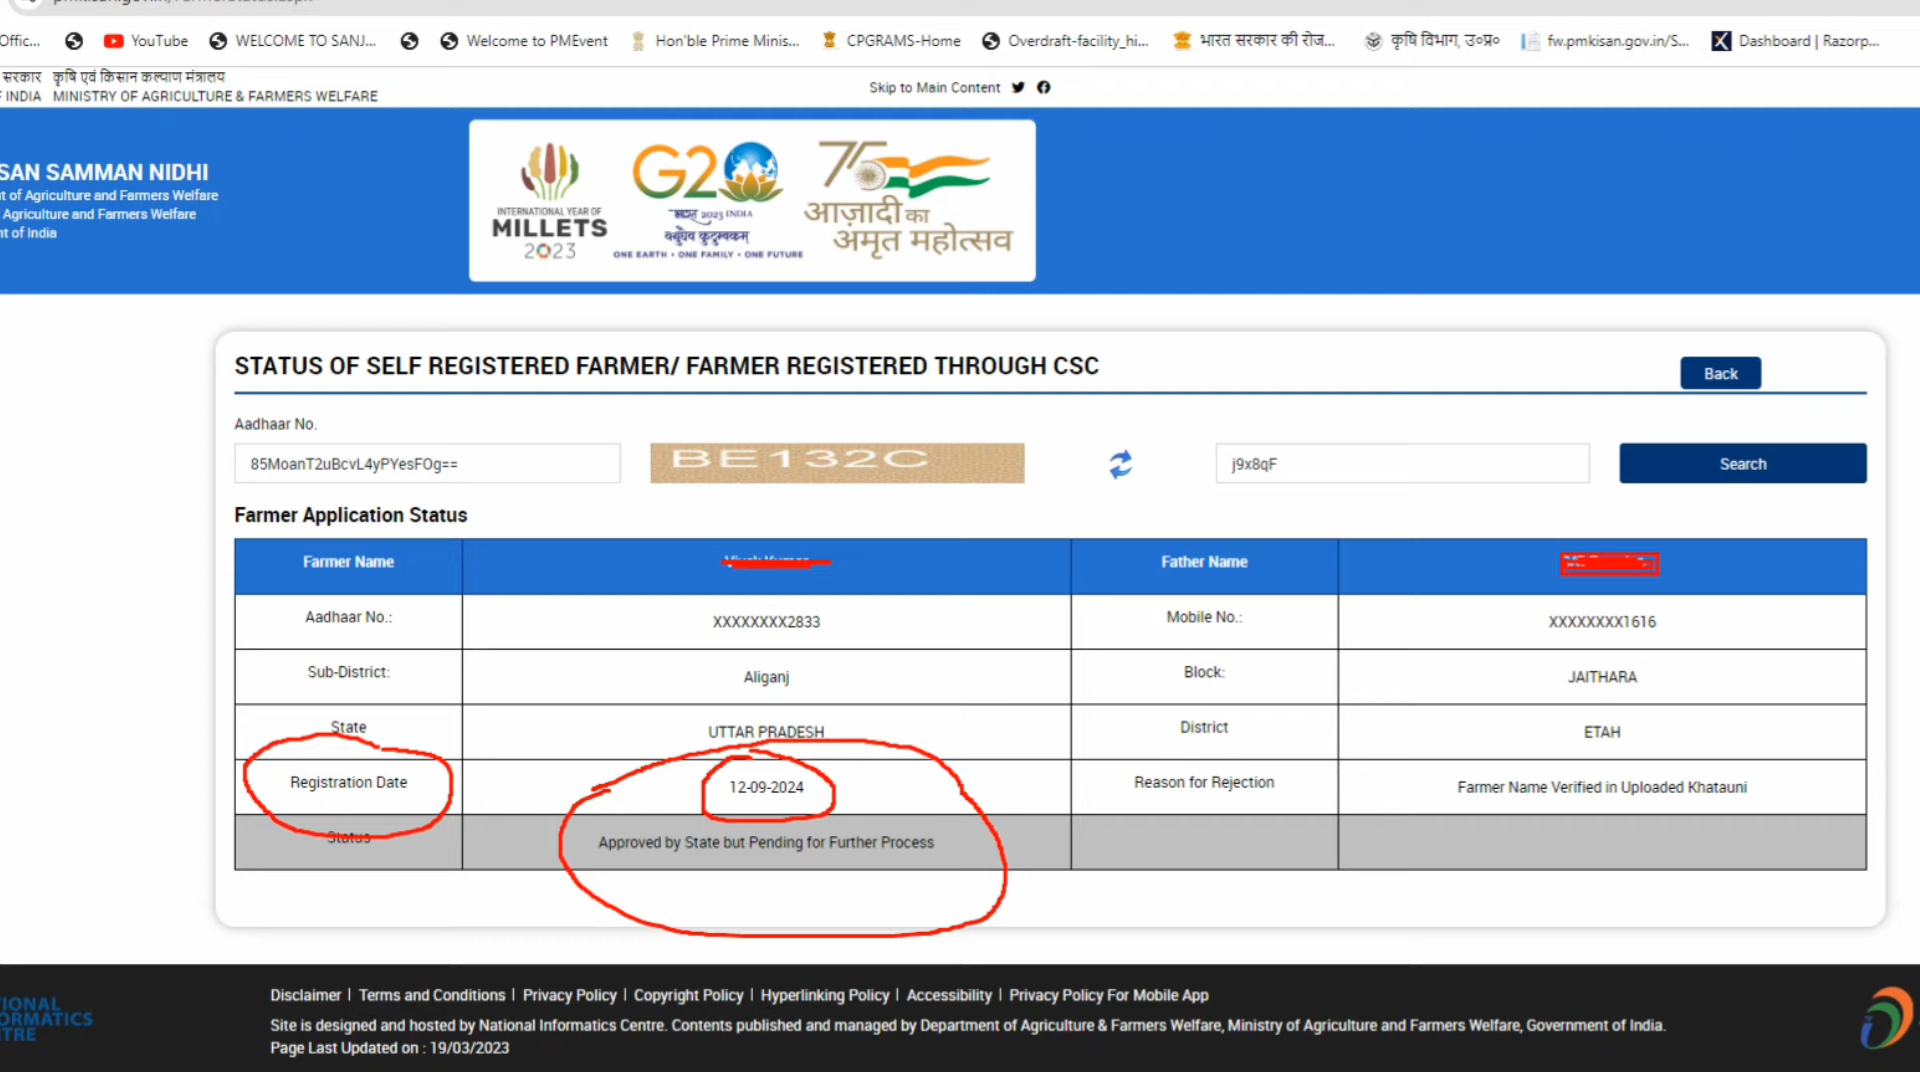 Offic...
YouTube
WELCOME TO SANJ...
Welcome to PMEvent
Hon'ble Prime Minis...
CPGRAMS-Home
Overdraft-facility_hi...
भारत सरकार की रोज...
कृषि विभाग, उ०प्र०
fw.pmkisan.gov.in/S...
Dashboard | Razorp...
सरकार कृषि एवं किसान कल्याण मंत्रालय
INDIA MINISTRY OF AGRICULTURE & FARMERS WELFARE
Skip to Main Content
SAN SAMMAN NIDHI
t of Agriculture and Farmers Welfare
Agriculture and Farmers Welfare
t of India
INTERNATIONAL YEAR OF
MILLETS
2023
G20
भारत 2023 INDIA
वसुधैव कुटुम्बकम्
ONE EARTH • ONE FAMILY • ONE FUTURE
75
आज़ादी का
अमृत महोत्सव
STATUS OF SELF REGISTERED FARMER/ FARMER REGISTERED THROUGH CSC
Back
Aadhaar No.
85MoanT2uBcvL4yPYesFOg==
BE132C
j9x8qF
Search
Farmer Application Status
Farmer Name
Father Name
Aadhaar No.: XXXXXXXX2833 Mobile No.: XXXXXXXX1616
Sub-District: Aliganj Block: JAITHARA
State UTTAR PRADESH District ETAH
Registration Date 12-09-2024 Reason for Rejection Farmer Name Verified in Uploaded Khatauni
Status Approved by State but Pending for Further Process
Disclaimer | Terms and Conditions | Privacy Policy | Copyright Policy | Hyperlinking Policy | Accessibility | Privacy Policy For Mobile App
Site is designed and hosted by National Informatics Centre. Contents published and managed by Department of Agriculture & Farmers Welfare, Ministry of Agriculture and Farmers Welfare, Government of India.
Page Last Updated on : 19/03/2023
IONAL
ORMATICS
TRE